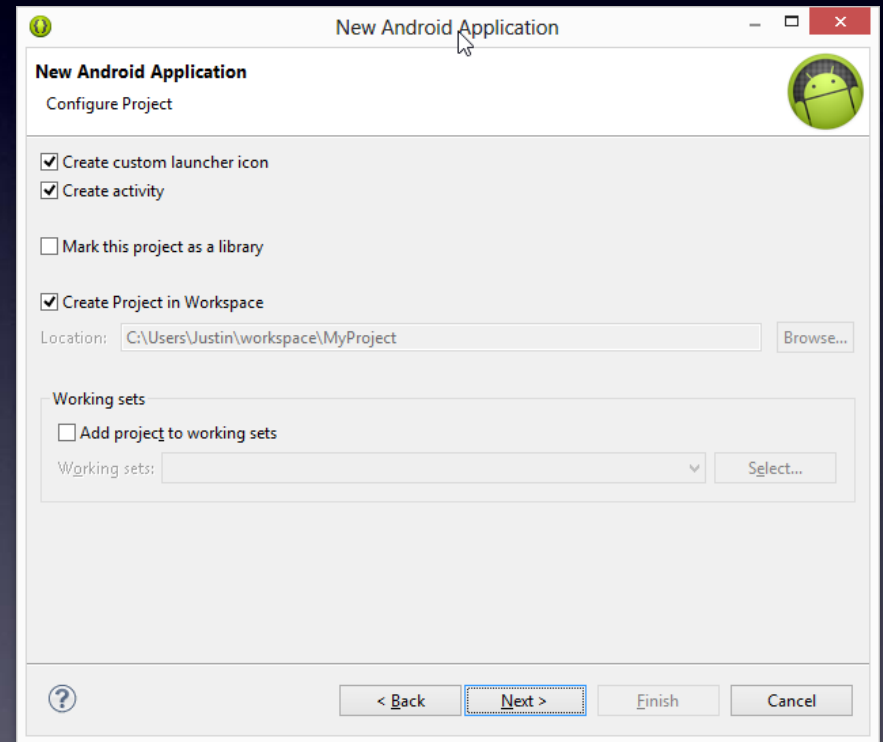 New Android Application
New Android Application
Configure Project
Create custom launcher icon
Create activity
Mark this project as a library
Create Project in Workspace
Location: C:\Users\Justin\workspace\MyProject Browse...
Working sets
Add project to working sets
Working sets: Select...
? < Back Next > Finish Cancel